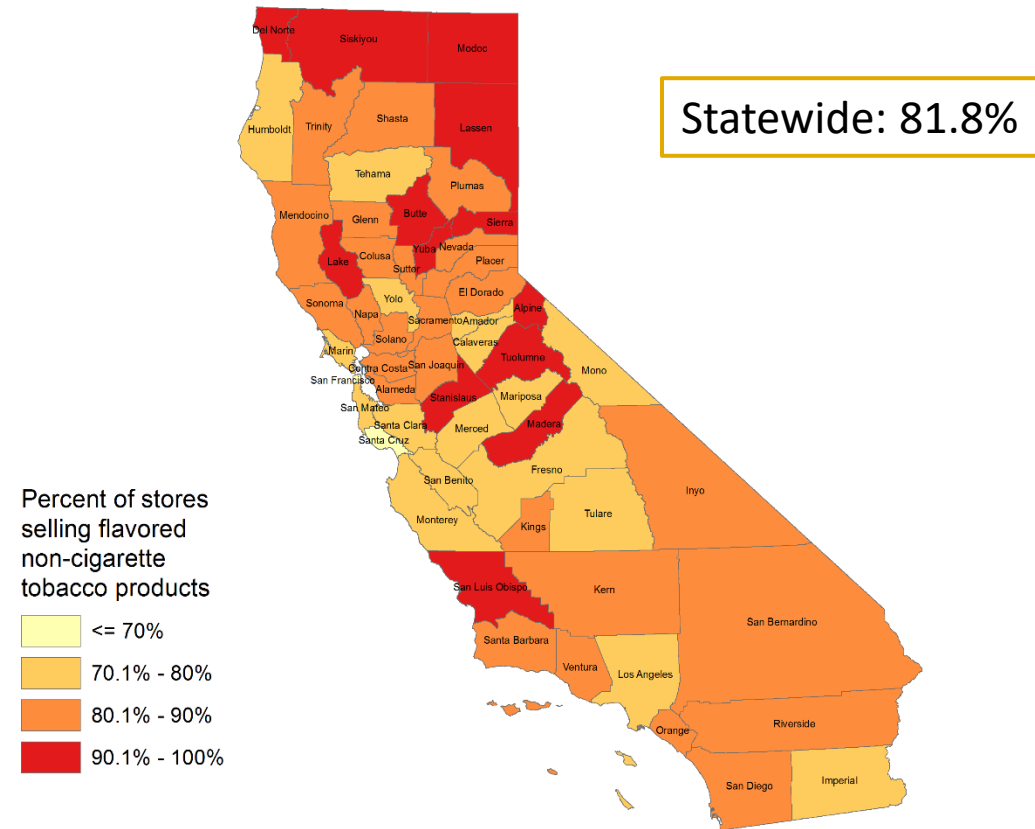 Del Norte
Siskiyou
Modoc
Statewide: 81.8%
Humboldt
Trinity
Shasta
Lassen
Tehama
Plumas
Mendocino
Glenn
Butte
Sierra
Lake
Colusa
Sutter
Yuba
Nevada
Placer
El Dorado
Sonoma
Napa
Yolo
Sacramento
Amador
Alpine
Solano
Calaveras
Marin
Contra Costa
San Joaquin
Tuolumne
Mono
San Francisco
Alameda
San Mateo
Santa Clara
Stanislaus
Mariposa
Santa Cruz
Merced
Madera
San Benito
Fresno
Inyo
Monterey
Kings
Tulare
San Luis Obispo
Kern
San Bernardino
Santa Barbara
Ventura
Los Angeles
Orange
Riverside
San Diego
Imperial
Percent of stores
selling flavored
non-cigarette
tobacco products
<= 70%
70.1% - 80%
80.1% - 90%
90.1% - 100%